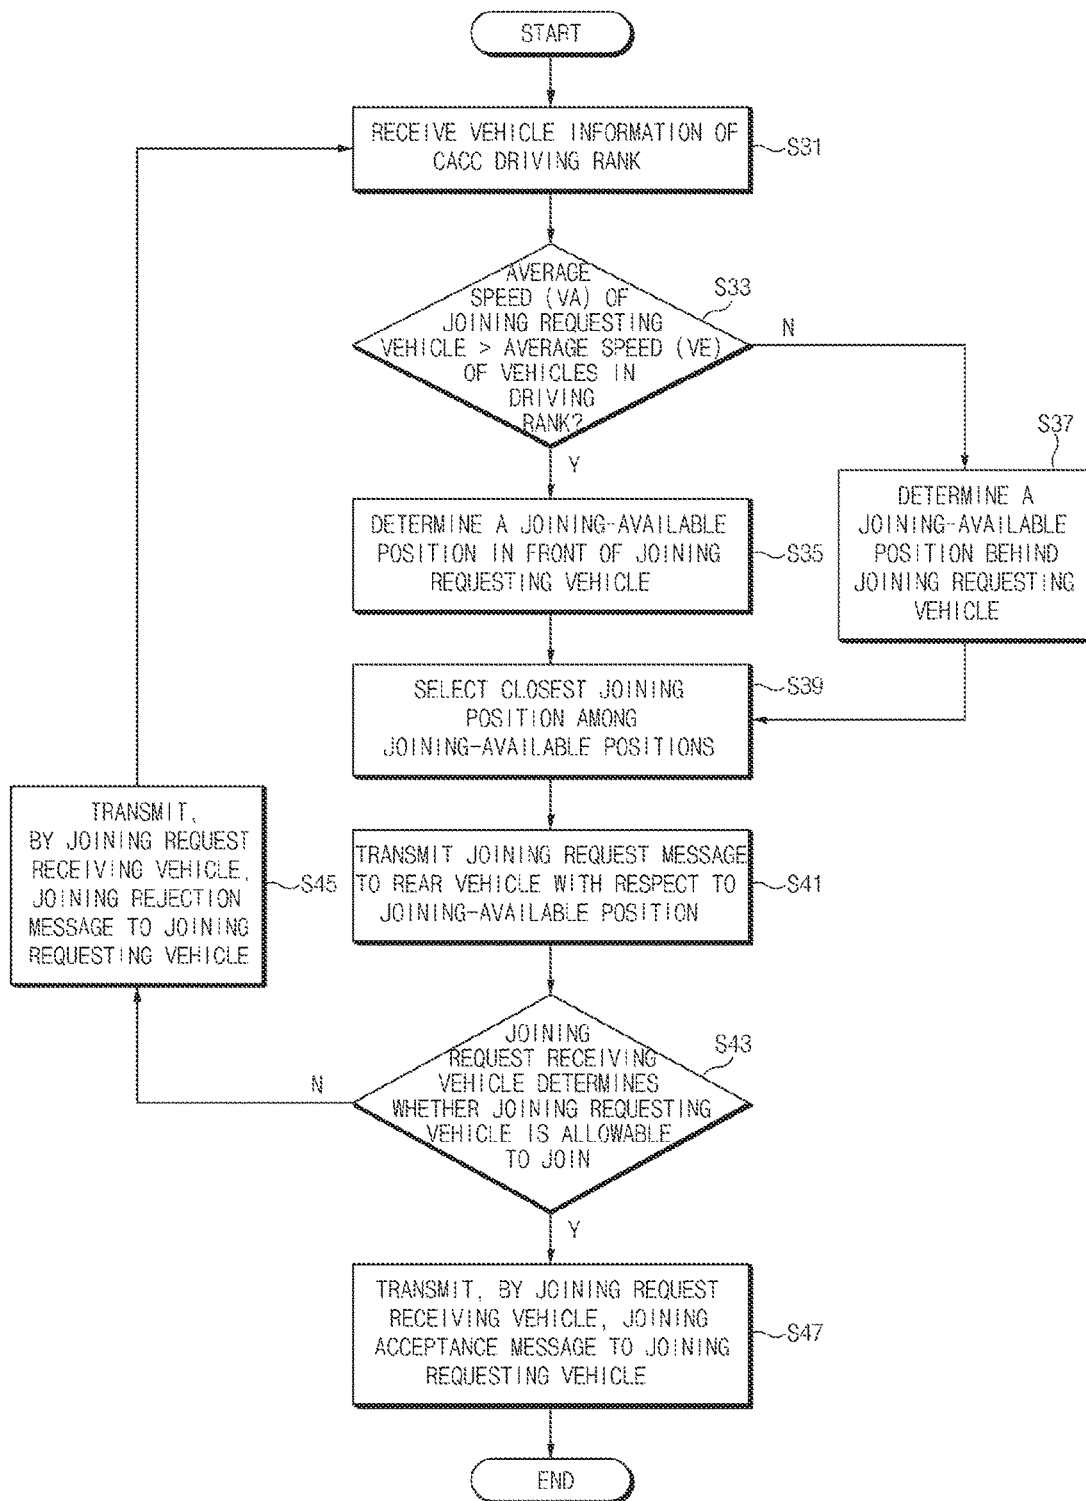 START
RECEIVE VEHICLE INFORMATION OF
CACC DRIVING RANK
S31
AVERAGE
SPEED (VA) OF
JOINING REQUESTING
VEHICLE > AVERAGE SPEED (VE)
OF VEHICLES IN
DRIVING
RANK?
S33
N
Y
S37
DETERMINE A
JOINING-AVAILABLE
POSITION BEHIND
JOINING REQUESTING
VEHICLE
DETERMINE A JOINING-AVAILABLE
POSITION IN FRONT OF JOINING
REQUESTING VEHICLE
S35
SELECT CLOSEST JOINING
POSITION AMONG
JOINING-AVAILABLE POSITIONS
S39
TRANSMIT JOINING REQUEST MESSAGE
TO REAR VEHICLE WITH RESPECT TO
JOINING-AVAILABLE POSITION
S41
TRANSMIT,
BY JOINING REQUEST
RECEIVING VEHICLE,
JOINING REJECTION
MESSAGE TO JOINING
REQUESTING VEHICLE
S45
JOINING
REQUEST RECEIVING
VEHICLE DETERMINES
WHETHER JOINING REQUESTING
VEHICLE IS ALLOWABLE
TO JOIN
S43
N
Y
TRANSMIT, BY JOINING REQUEST
RECEIVING VEHICLE, JOINING
ACCEPTANCE MESSAGE TO JOINING
REQUESTING VEHICLE
S47
END